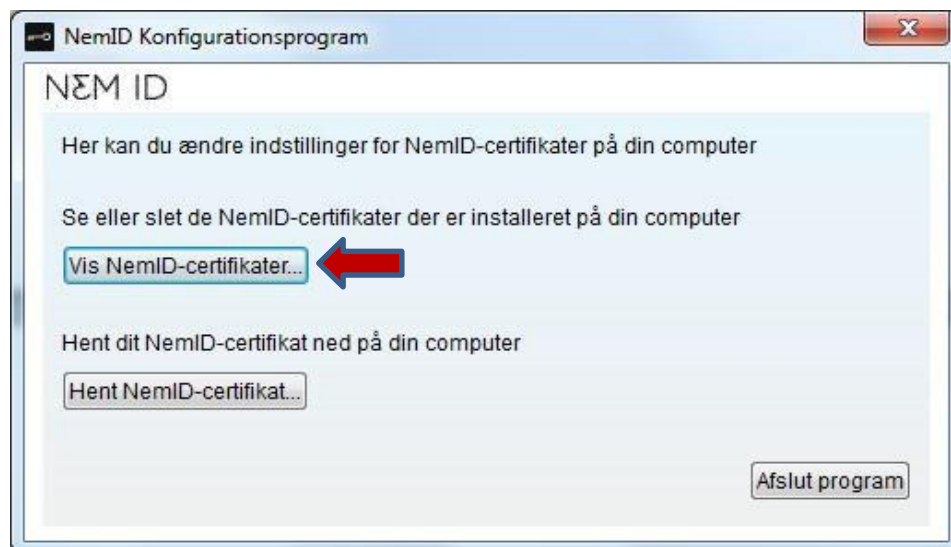 NemID Konfigurationsprogram
NEM ID
Her kan du ændre indstillinger for NemID-certifikater på din computer
Se eller slet de NemID-certifikater der er installeret på din computer
Vis NemID-certifikater...
Hent dit NemID-certifikat ned på din computer
Hent NemID-certifikat...
Afslut program